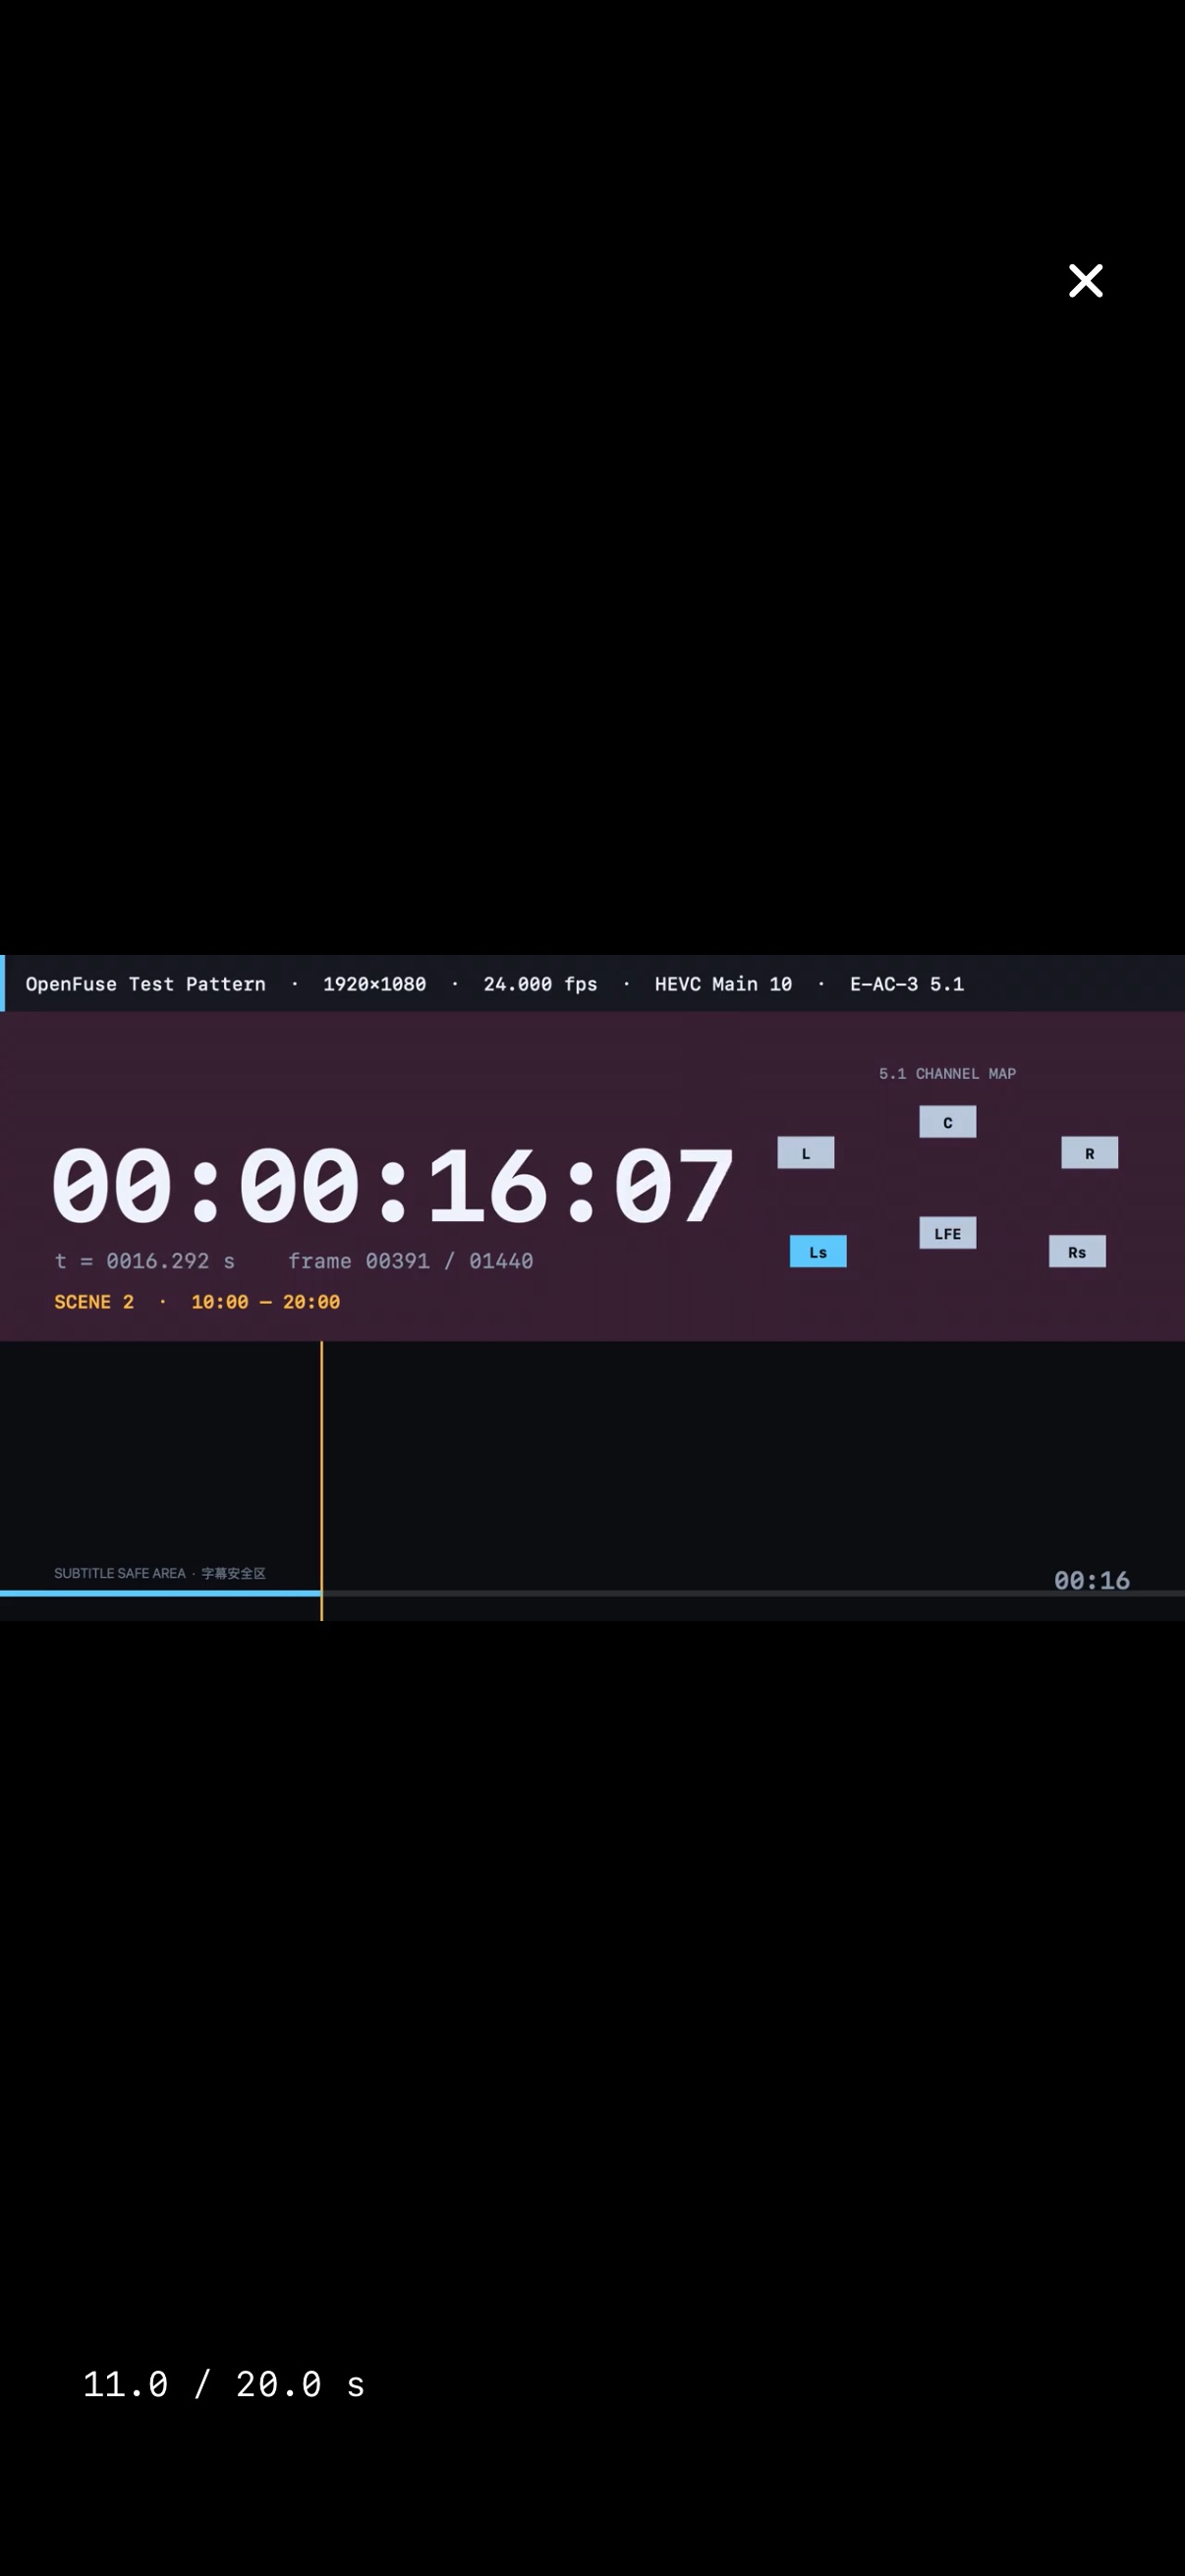 OpenFuse Test Pattern · 1920×1080 · 24.000 fps · HEVC Main 10 · E-AC-3 5.1
5.1 CHANNEL MAP
C
L
R
00:00:16:07
LFE
Ls
Rs
t = 0016.292 s frame 00391 / 01440
SCENE 2 · 10:00 — 20:00
SUBTITLE SAFE AREA · 字幕安全区
00:16
11.0 / 20.0 s